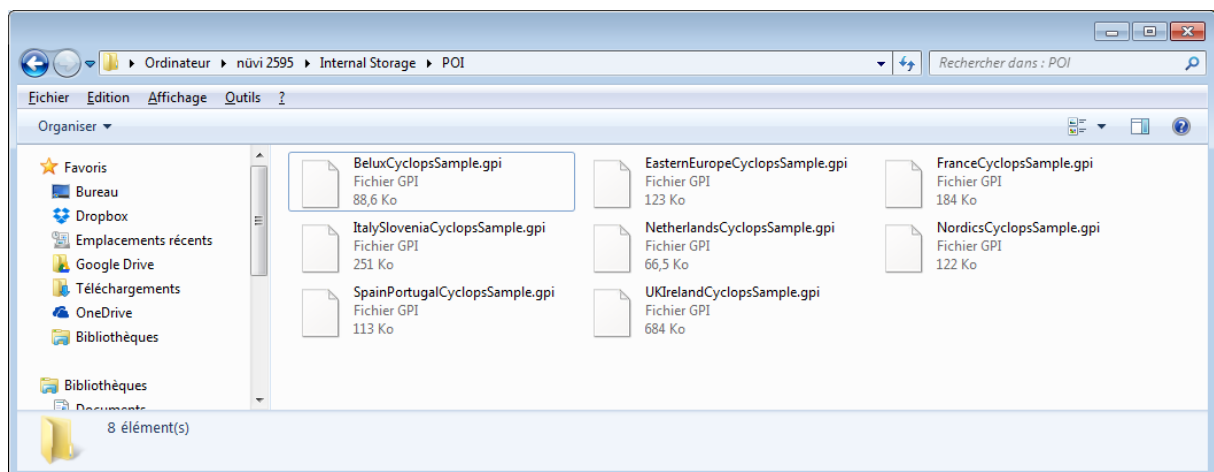 Ordinateur ▸ nüvi 2595 ▸ Internal Storage ▸ POI
Rechercher dans : POI
Fichier Edition Affichage Outils ?
Organiser
Favoris
Bureau
Dropbox
Emplacements récents
Google Drive
Téléchargements
OneDrive
Bibliothèques
Bibliothèques
Documents
BeluxCyclopsSample.gpi
Fichier GPI
88,6 Ko
EasternEuropeCyclopsSample.gpi
Fichier GPI
123 Ko
FranceCyclopsSample.gpi
Fichier GPI
184 Ko
ItalySloveniaCyclopsSample.gpi
Fichier GPI
251 Ko
NetherlandsCyclopsSample.gpi
Fichier GPI
66,5 Ko
NordicsCyclopsSample.gpi
Fichier GPI
122 Ko
SpainPortugalCyclopsSample.gpi
Fichier GPI
113 Ko
UKIrelandCyclopsSample.gpi
Fichier GPI
684 Ko
8 élément(s)